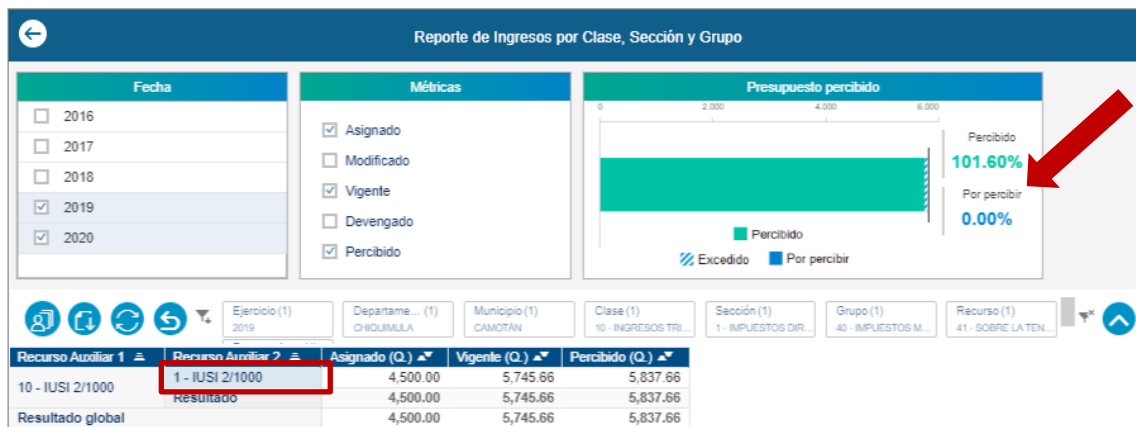 Reporte de Ingresos por Clase, Sección y Grupo
Fecha
2016
2017
2018
2019
2020
Métricas
Asignado
Modificado
Vigente
Devengado
Percibido
Presupuesto percibido
0 2.000 4.000 6.000
Percibido
101.60%
Por percibir
0.00%
Percibido
Excedido Por percibir
Ejercicio (1) Departame... (1) Municipio (1) Clase (1) Sección (1) Grupo (1) Recurso (1)
2019 CHIQUIMULA CAMOTÁN 10 - INGRESOS TRI... 1 - IMPUESTOS DIR... 40 - IMPUESTOS M... 41 - SOBRE LA TEN...
Recurso Auxiliar 1 Recurso Auxiliar 2 Asignado (Q.) Vigente (Q.) Percibido (Q.)
10 - IUSI 2/1000 1 - IUSI 2/1000 4,500.00 5,745.66 5,837.66
Resultado 4,500.00 5,745.66 5,837.66
Resultado global 4,500.00 5,745.66 5,837.66